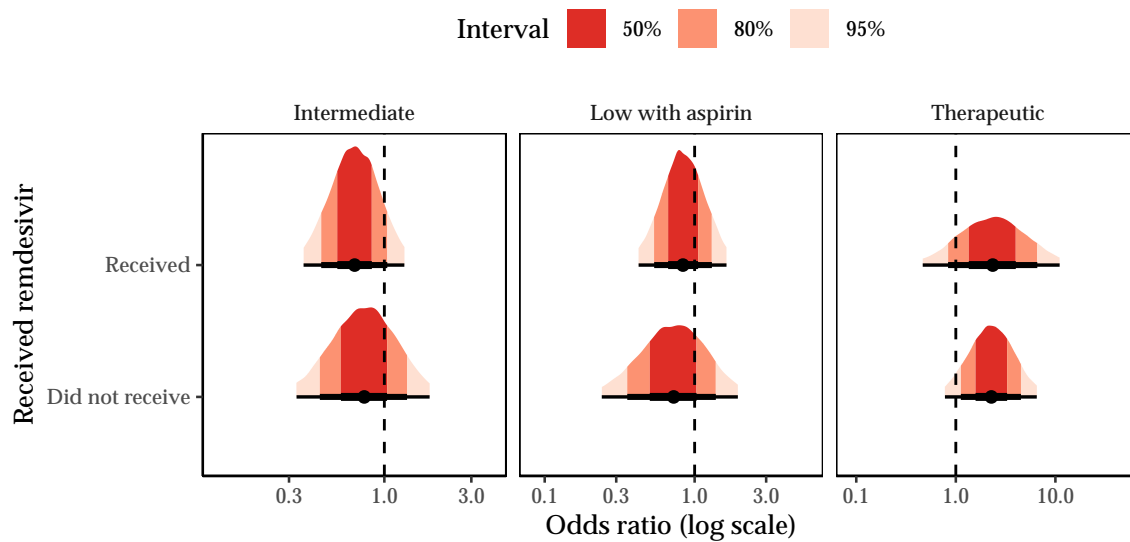 Interval 50% 80% 95%
Intermediate Low with aspirin Therapeutic
Received remdesivir
Received
Did not receive
0.3 1.0 3.0 0.1 0.3 1.0 3.0 0.1 1.0 10.0
Odds ratio (log scale)